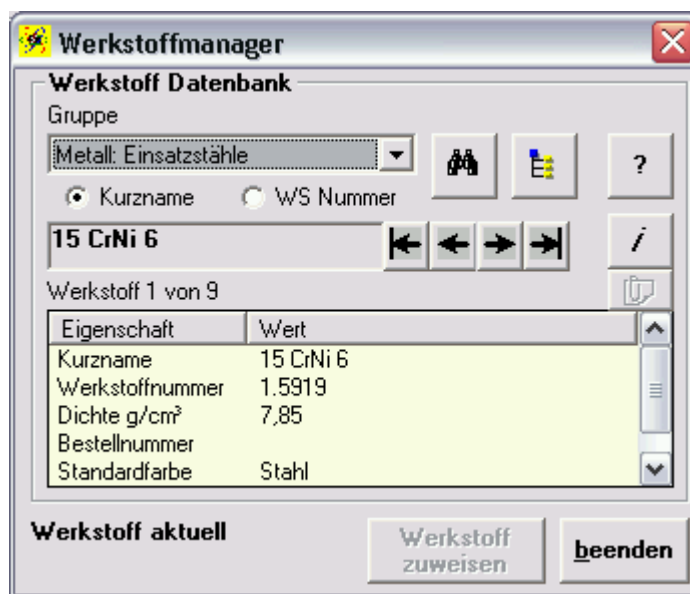 Werkstoffmanager
Werkstoff Datenbank
Gruppe
Metall: Einsatzstähle
?
Kurzname WS Nummer
15 CrNi 6
i
Werkstoff 1 von 9
Eigenschaft Wert
Kurzname 15 CrNi 6
Werkstoffnummer 1.5919
Dichte g/cm³ 7,85
Bestellnummer
Standardfarbe Stahl
Werkstoff aktuell
Werkstoff
zuweisen
beenden